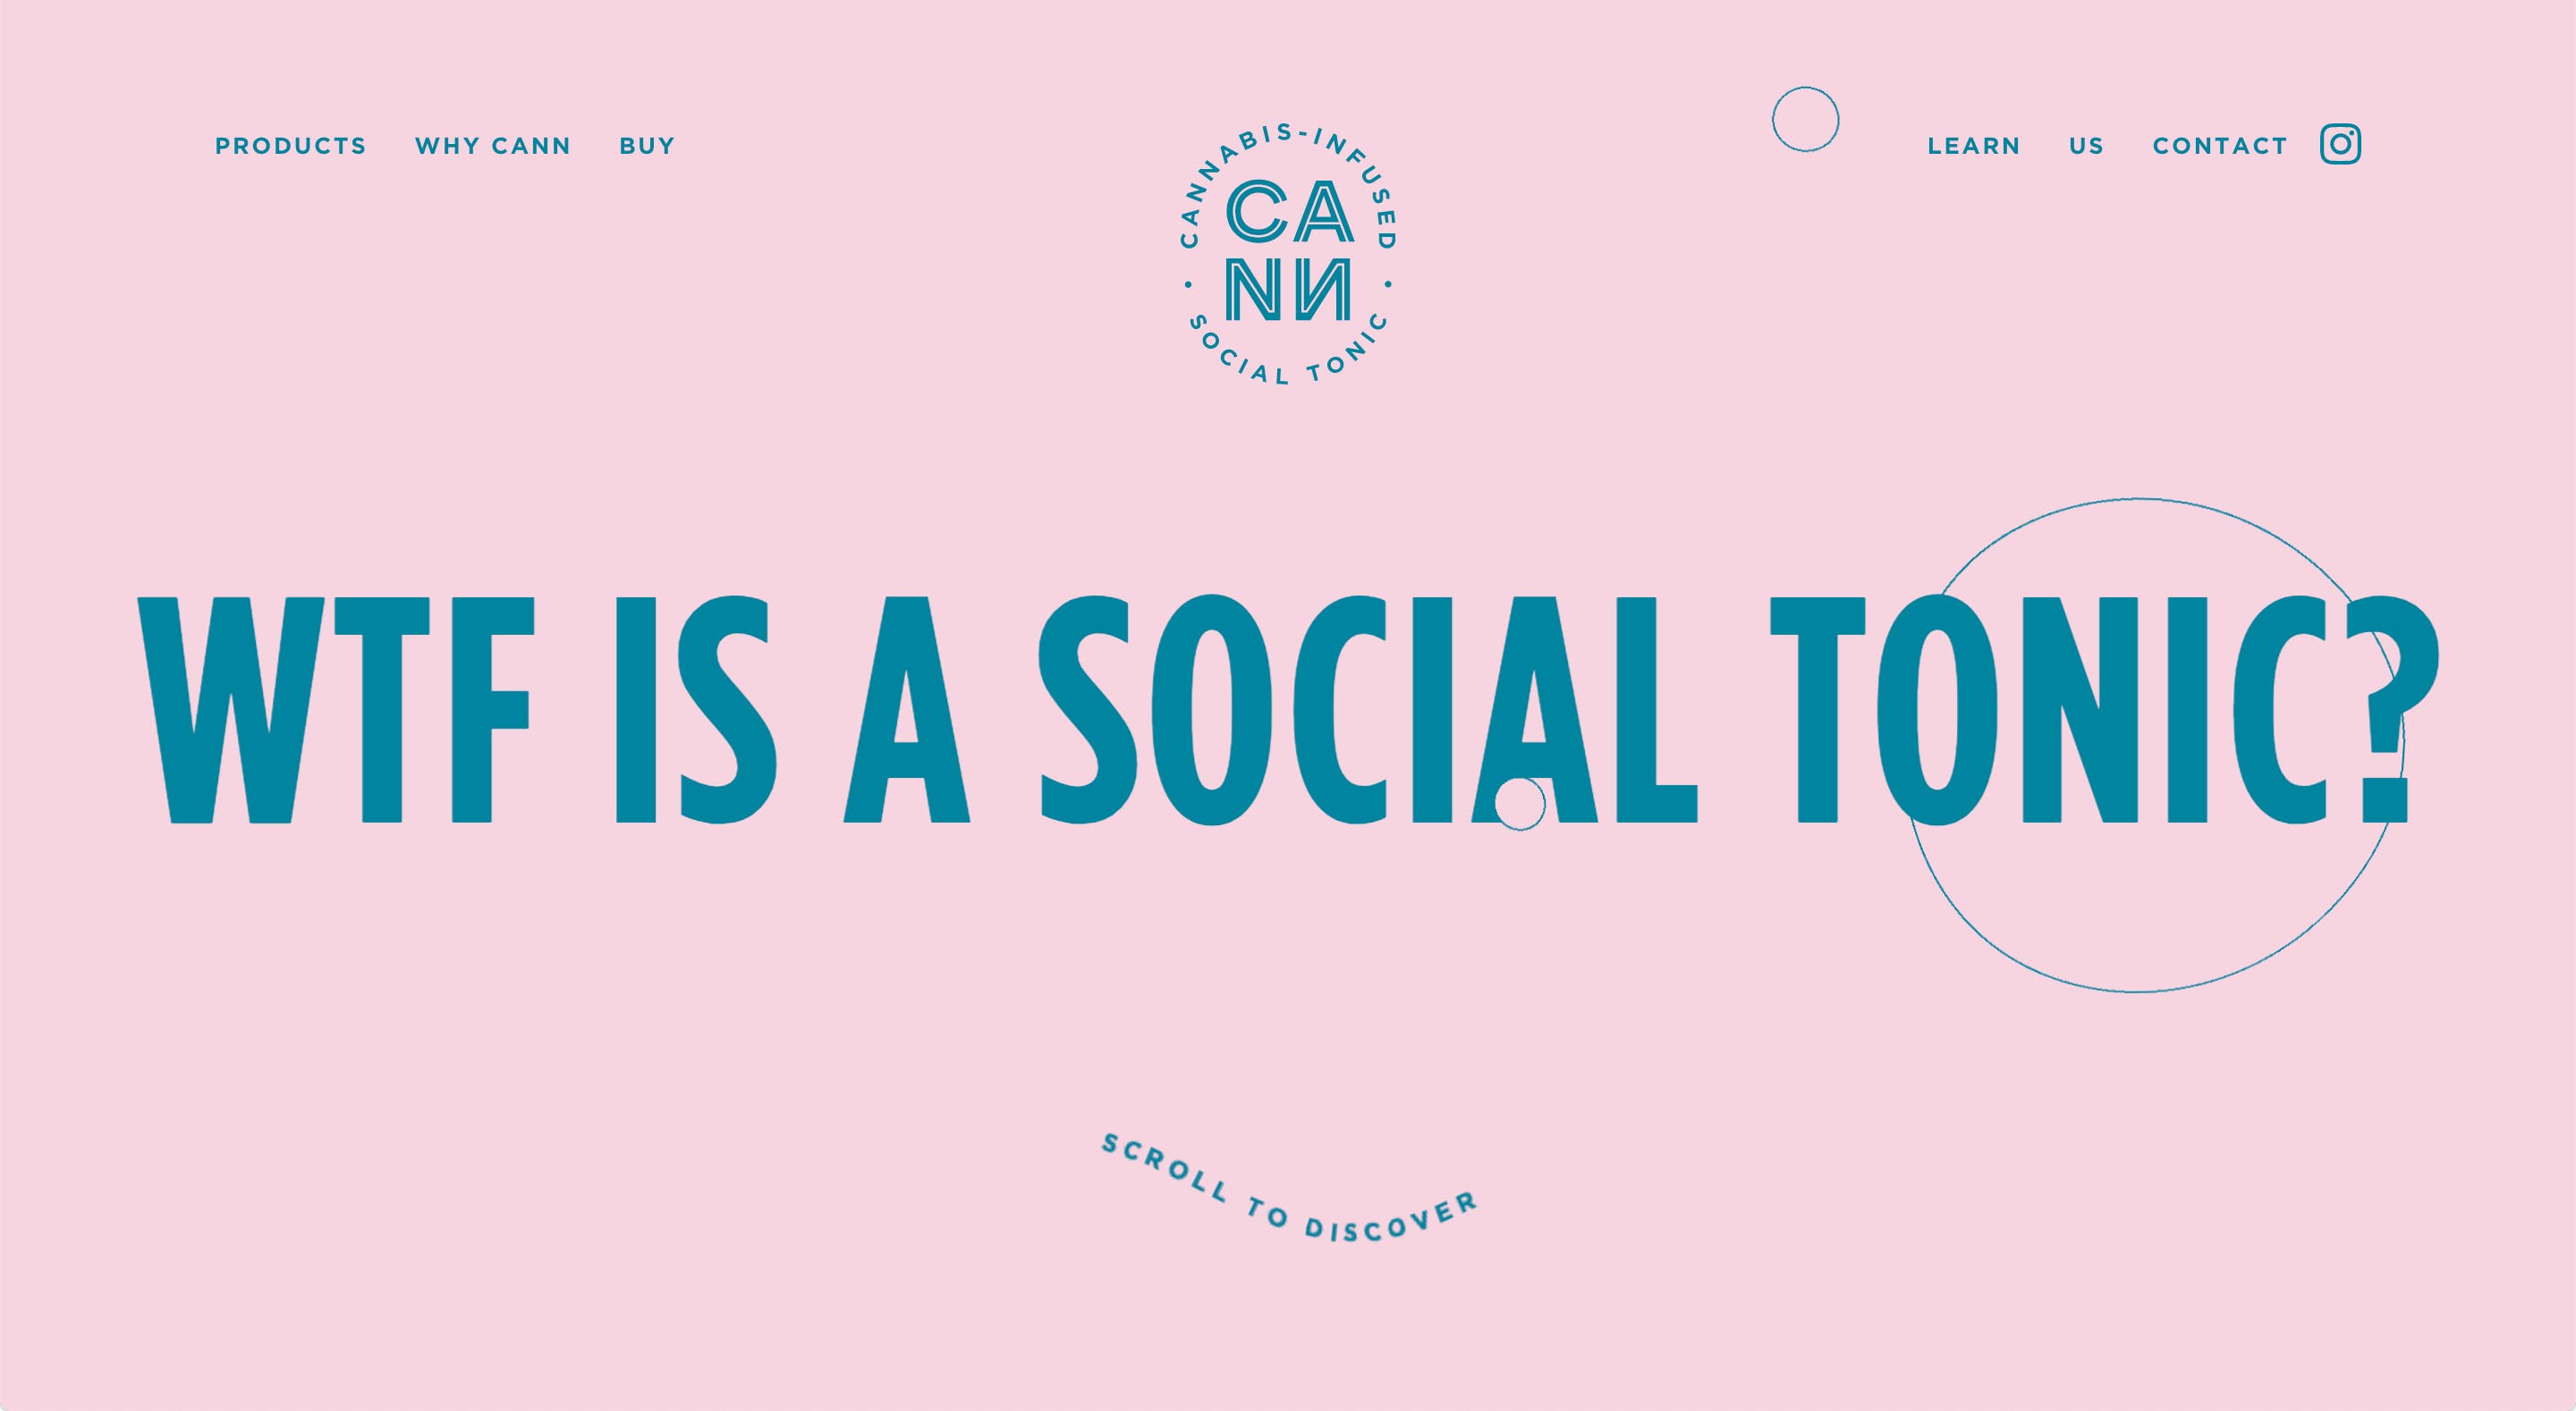 PRODUCTS WHY CANN BUY
CANNABIS-INFUSED
CA
NN
• SOCIAL TONIC •
LEARN US CONTACT
WTF IS A SOCIAL TONIC?
SCROLL TO DISCOVER